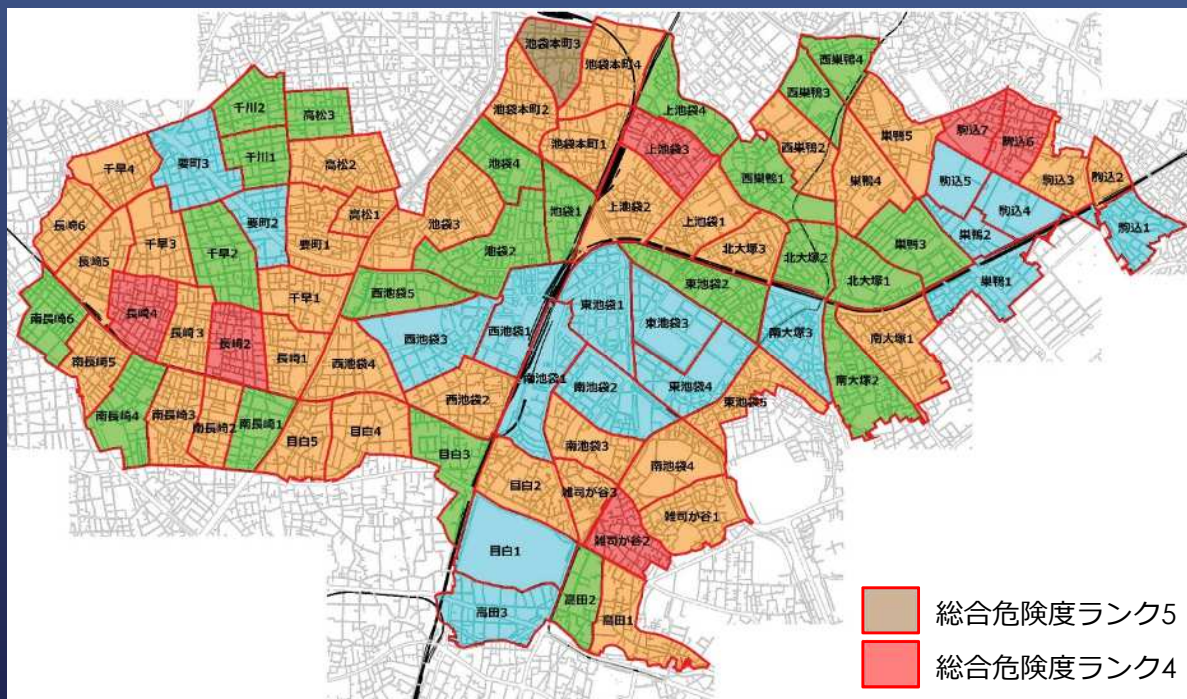 池袋本町3
池袋本町4
西巣鴨4
千川2
高松3
池袋本町2
上池袋4
西巣鴨3
駒込7
駒込6
巣鴨5
池袋本町1
上池袋3
西巣鴨2
千早4
要町3
千川1
高松2
池袋4
西巣鴨1
巣鴨4
駒込5
駒込3
駒込2
長崎6
要町2
高松1
池袋3
池袋1
上池袋2
上池袋1
駒込4
駒込1
千早3
千早2
要町1
池袋2
北大塚3
北大塚2
巣鴨3
巣鴨2
長崎5
千早1
西池袋5
東池袋2
北大塚1
巣鴨1
南長崎6
長崎4
長崎3
長崎2
西池袋3
西池袋1
東池袋1
東池袋3
南大塚3
南大塚1
南長崎5
長崎1
西池袋4
南池袋1
南池袋2
東池袋4
南大塚2
西池袋2
東池袋5
南長崎4
南長崎3
南長崎2
南長崎1
目白5
目白4
目白3
南池袋3
南池袋4
目白2
雑司が谷3
雑司が谷1
雑司が谷2
目白1
高田3
高田2
高田1
総合危険度ランク5
総合危険度ランク4